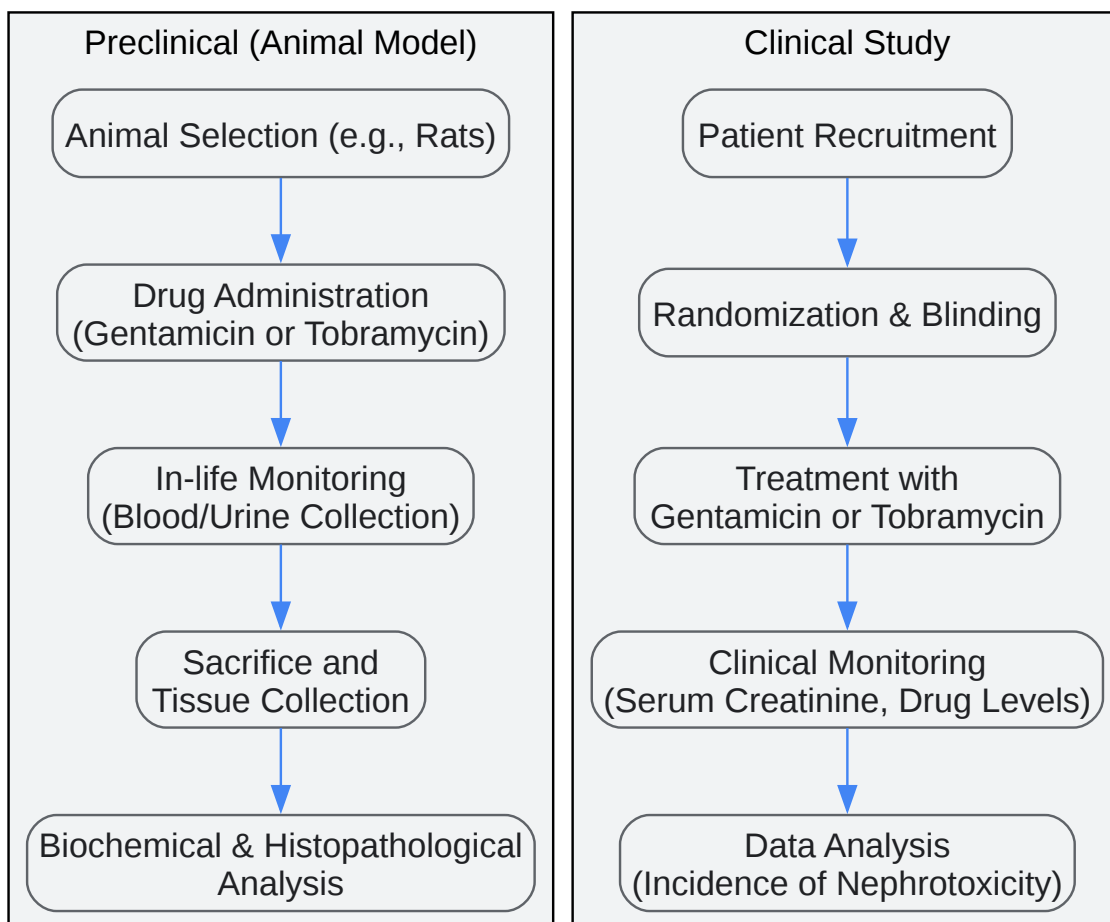 Preclinical (Animal Model)
Animal Selection (e.g., Rats)
Drug Administration
(Gentamicin or Tobramycin)
In-life Monitoring
(Blood/Urine Collection)
Sacrifice and
Tissue Collection
Biochemical & Histopathological
Analysis
Clinical Study
Patient Recruitment
Randomization & Blinding
Treatment with
Gentamicin or Tobramycin
Clinical Monitoring
(Serum Creatinine, Drug Levels)
Data Analysis
(Incidence of Nephrotoxicity)